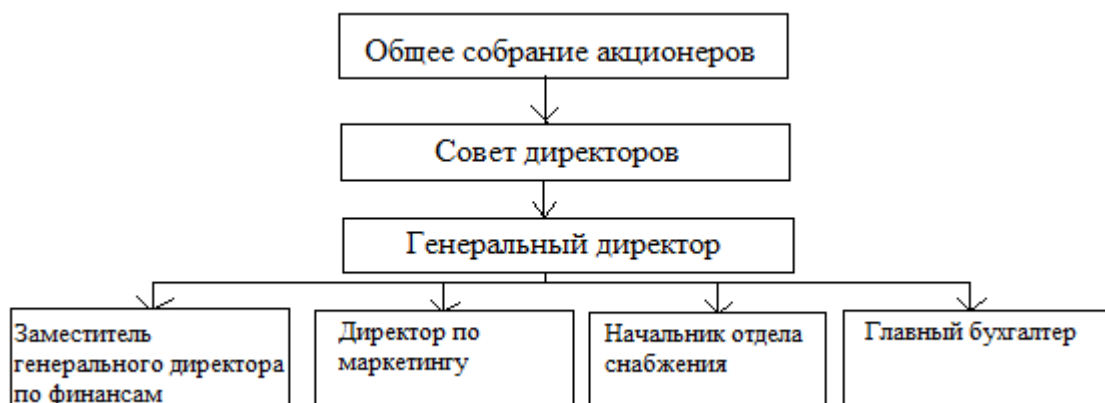 Общее собрание акционеров
Совет директоров
Генеральный директор
Заместитель
генерального директора
по финансам
Директор по
маркетингу
Начальник отдела
снабжения
Главный бухгалтер